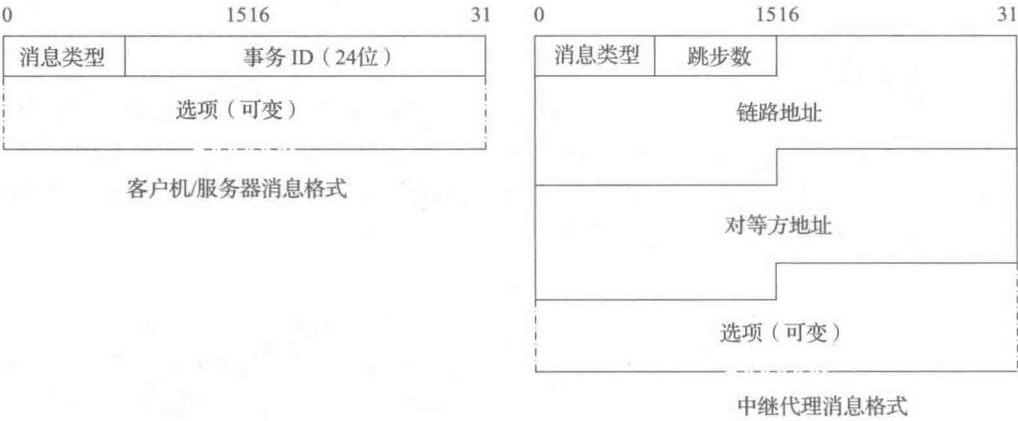 0 1516 31
消息类型 事务 ID（24位）
选项（可变）
客户机/服务器消息格式
0 1516 31
消息类型 跳步数
链路地址
对等方地址
选项（可变）
中继代理消息格式